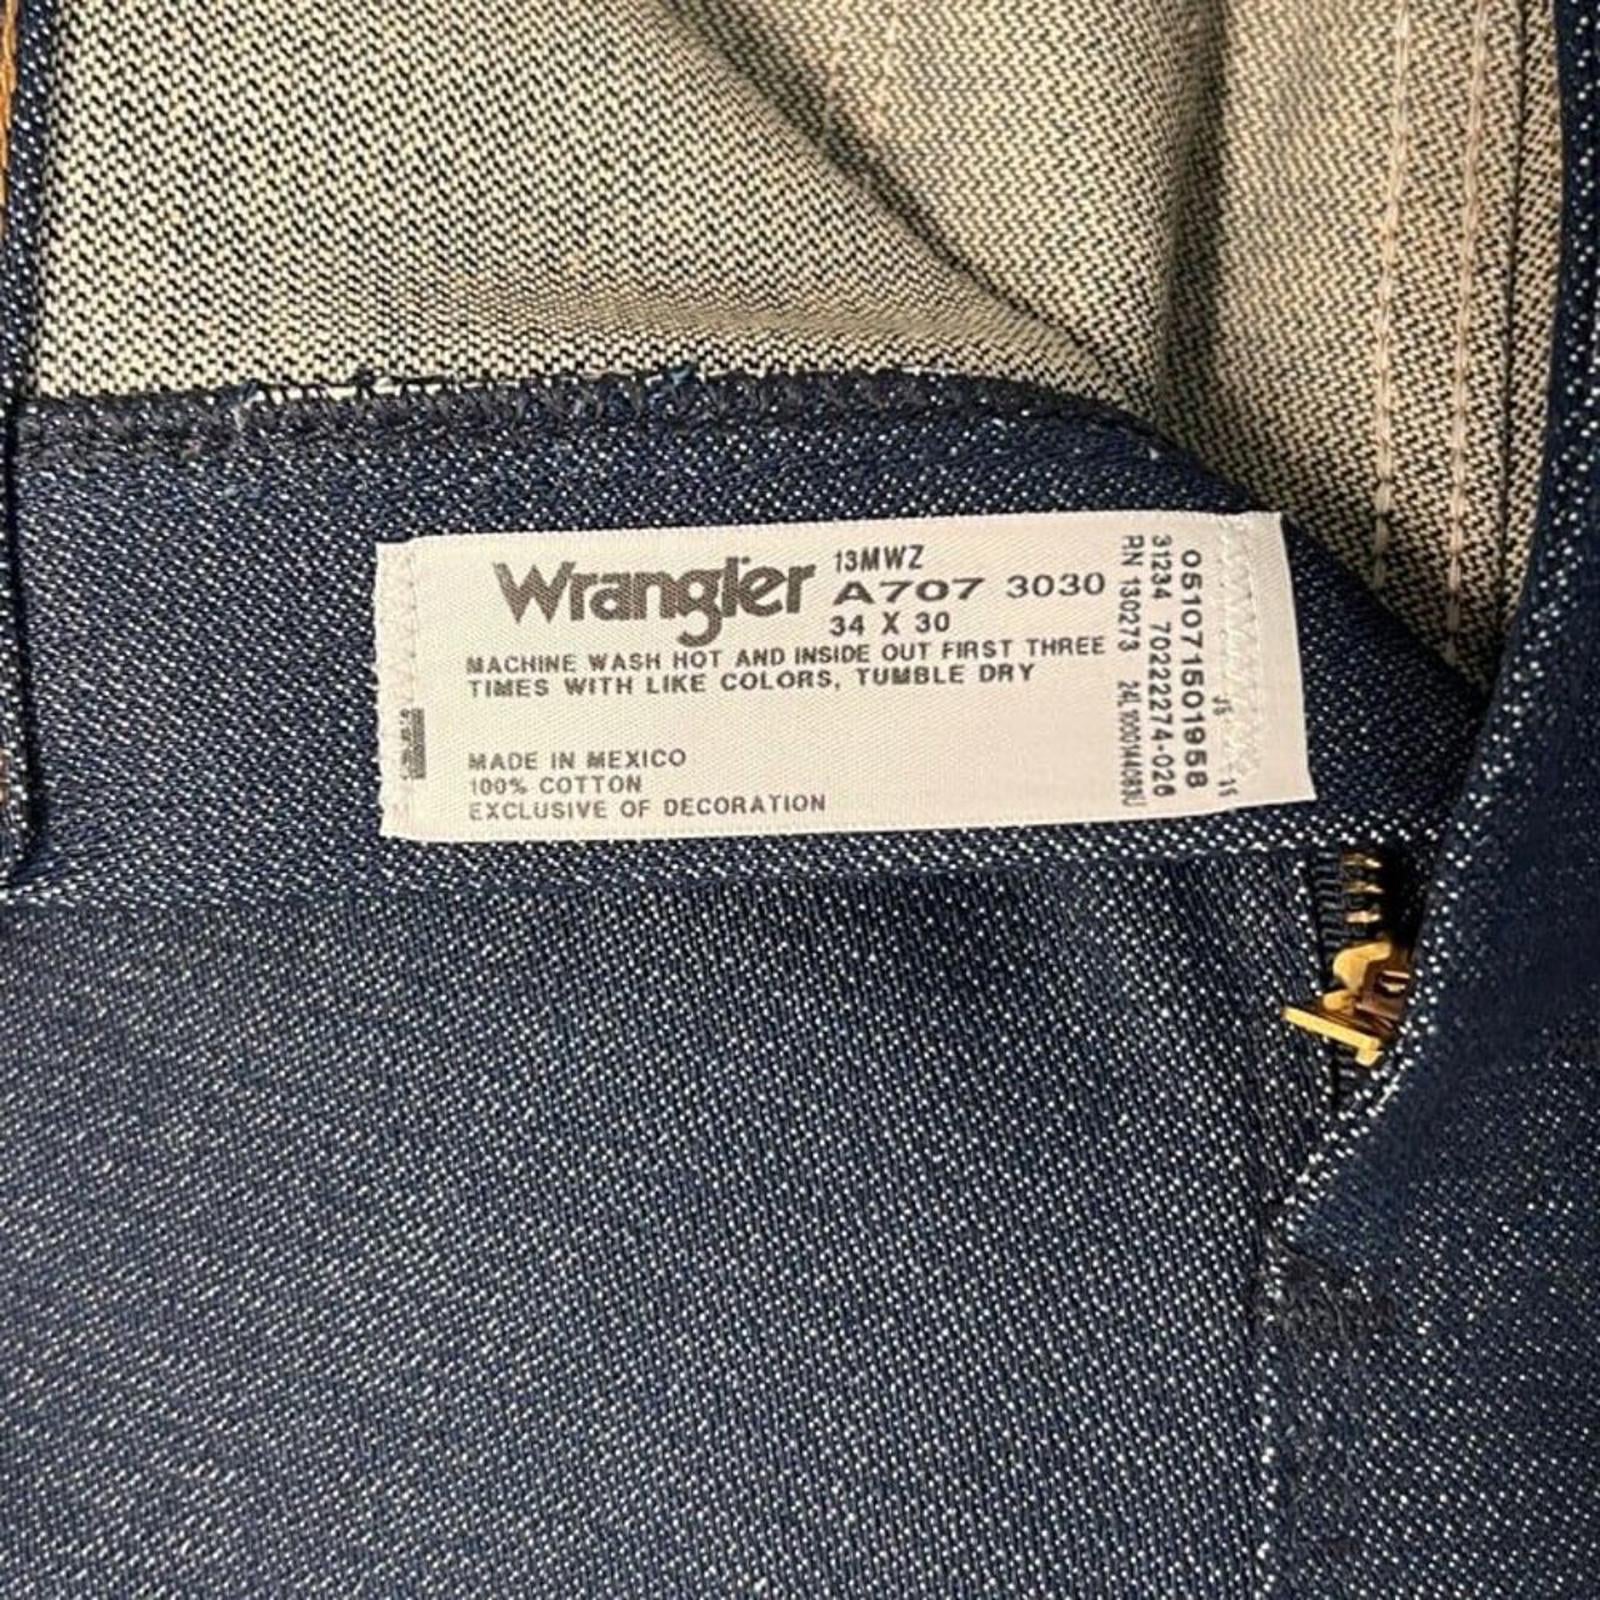 Wrangler
13MWZ
A707 3030
34 X 30
MACHINE WASH HOT AND INSIDE OUT FIRST THREE
TIMES WITH LIKE COLORS, TUMBLE DRY
MADE IN MEXICO
100% COTTON
EXCLUSIVE OF DECORATION
051071501958
31234 70222274-026
RN 130273